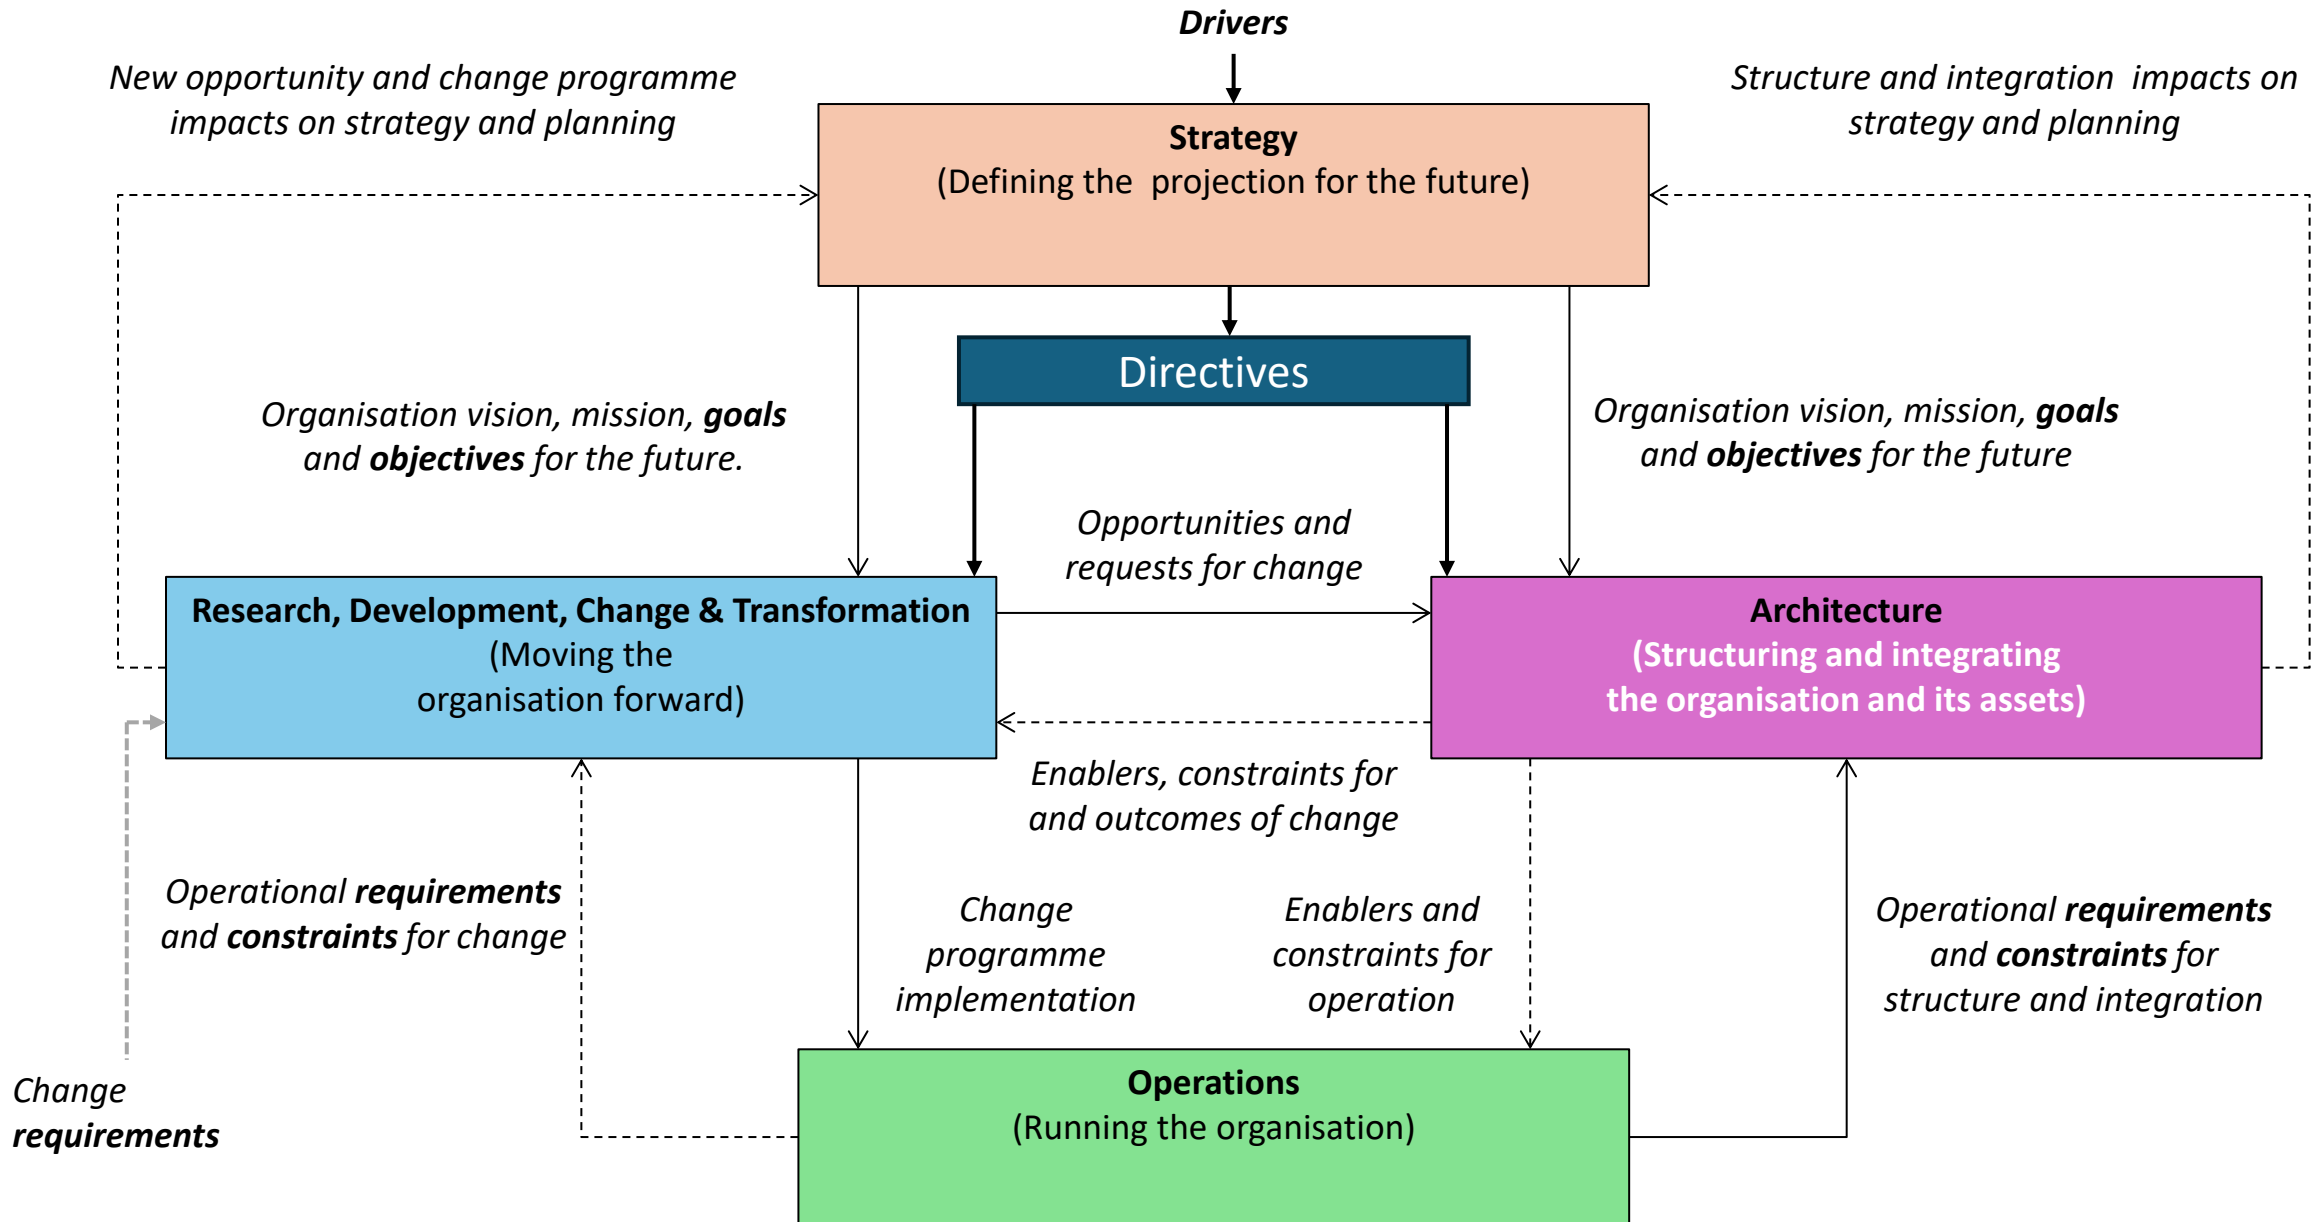 Drivers
New opportunity and change programme
impacts on strategy and planning
Structure and integration  impacts on
strategy and planning
Strategy
(Defining the  projection for the future)
Directives
Organisation vision, mission, goals
and objectives for the future.
Organisation vision, mission, goals
and objectives for the future
Opportunities and
requests for change
Research, Development, Change & Transformation
(Moving the
organisation forward)
Architecture
(Structuring and integrating
the organisation and its assets)
Enablers, constraints for
and outcomes of change
Operational requirements
and constraints for change
Change
programme
implementation
Enablers and
constraints for
operation
Operational requirements
and constraints for
structure and integration
Change
requirements
Operations
(Running the organisation)